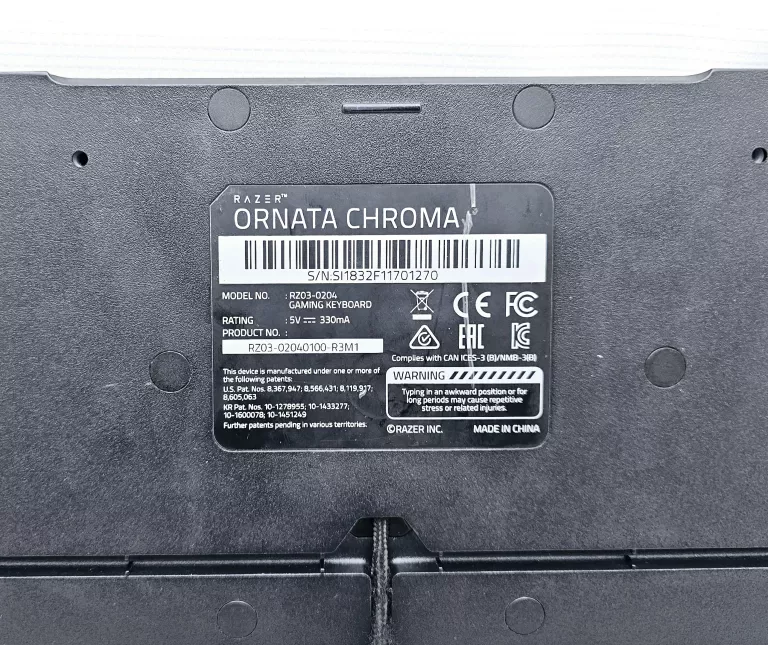 RAZER™
ORNATA CHROMA
S/N:SI1832F11701270
MODEL NO. : RZ03-0204
GAMING KEYBOARD
RATING : 5V ⎓ 330mA
PRODUCT NO. :
RZ03-02040100-R3M1
This device is manufactured under one or more of
the following patents:
U.S. Pat. Nos. 8,367,947; 8,566,431; 8,119,917;
8,605,063
KR Pat. Nos. 10-1278955; 10-1433277;
10-1600078; 10-1451249
Further patents pending in various territories.
CE FC
EAC KC
Complies with CAN ICES-3 (B)/NMB-3(B)
WARNING
Typing in an awkward position or for
long periods may cause repetitive
stress or related injuries.
©RAZER INC. MADE IN CHINA